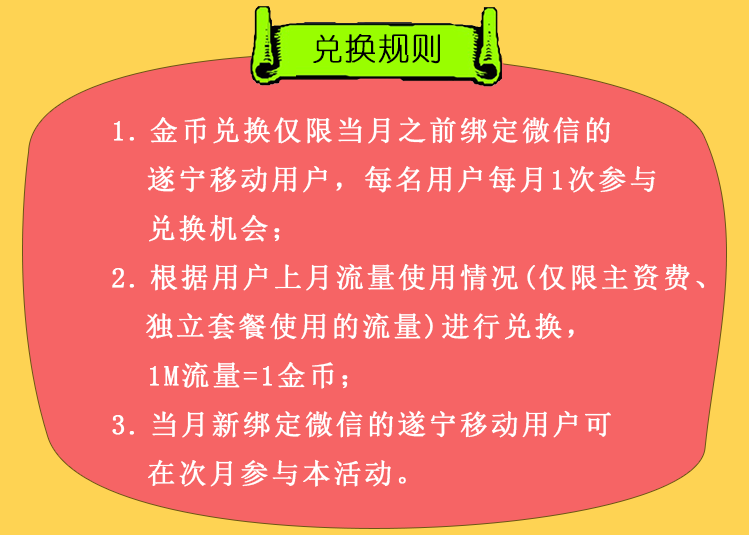 兑换规则
1. 金币兑换仅限当月之前绑定微信的
遂宁移动用户，每名用户每月1次参与
兑换机会；
2. 根据用户上月流量使用情况(仅限主资费、
独立套餐使用的流量)进行兑换，
1M流量=1金币；
3. 当月新绑定微信的遂宁移动用户可
在次月参与本活动。